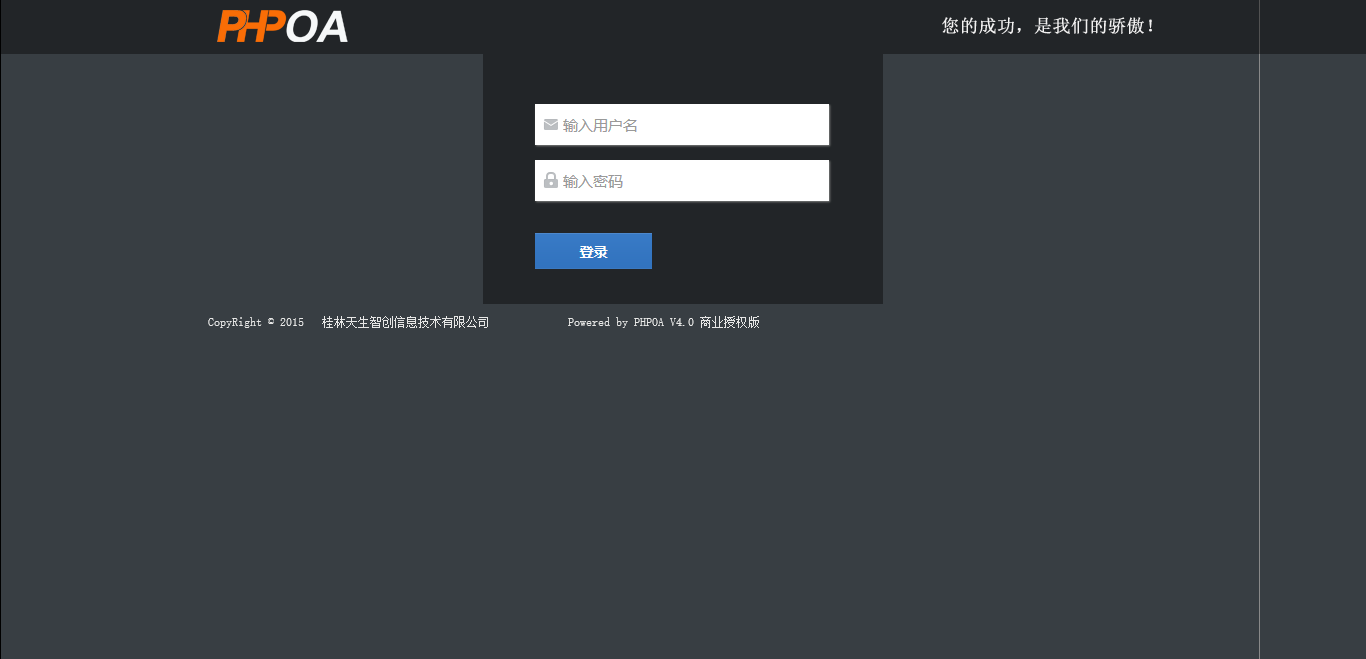 PHPOA
您的成功，是我们的骄傲！
输入用户名
输入密码
登录
CopyRight © 2015 桂林天生智创信息技术有限公司 Powered by PHPOA V4.0 商业授权版